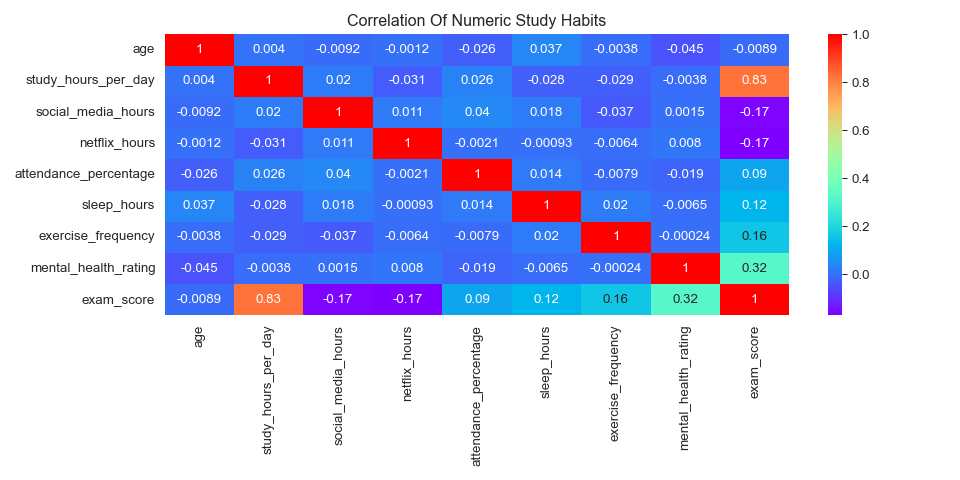 Correlation Of Numeric Study Habits
age 1 0.004 -0.0092 -0.0012 -0.026 0.037 -0.0038 -0.045 -0.0089
study_hours_per_day 0.004 1 0.02 -0.031 0.026 -0.028 -0.029 -0.0038 0.83
social_media_hours -0.0092 0.02 1 0.011 0.04 0.018 -0.037 0.0015 -0.17
netflix_hours -0.0012 -0.031 0.011 1 -0.0021 -0.00093 -0.0064 0.008 -0.17
attendance_percentage -0.026 0.026 0.04 -0.0021 1 0.014 -0.0079 -0.019 0.09
sleep_hours 0.037 -0.028 0.018 -0.00093 0.014 1 0.02 -0.0065 0.12
exercise_frequency -0.0038 -0.029 -0.037 -0.0064 -0.0079 0.02 1 -0.00024 0.16
mental_health_rating -0.045 -0.0038 0.0015 0.008 -0.019 -0.0065 -0.00024 1 0.32
exam_score -0.0089 0.83 -0.17 -0.17 0.09 0.12 0.16 0.32 1
age
study_hours_per_day
social_media_hours
netflix_hours
attendance_percentage
sleep_hours
exercise_frequency
mental_health_rating
exam_score
1.0
0.8
0.6
0.4
0.2
0.0